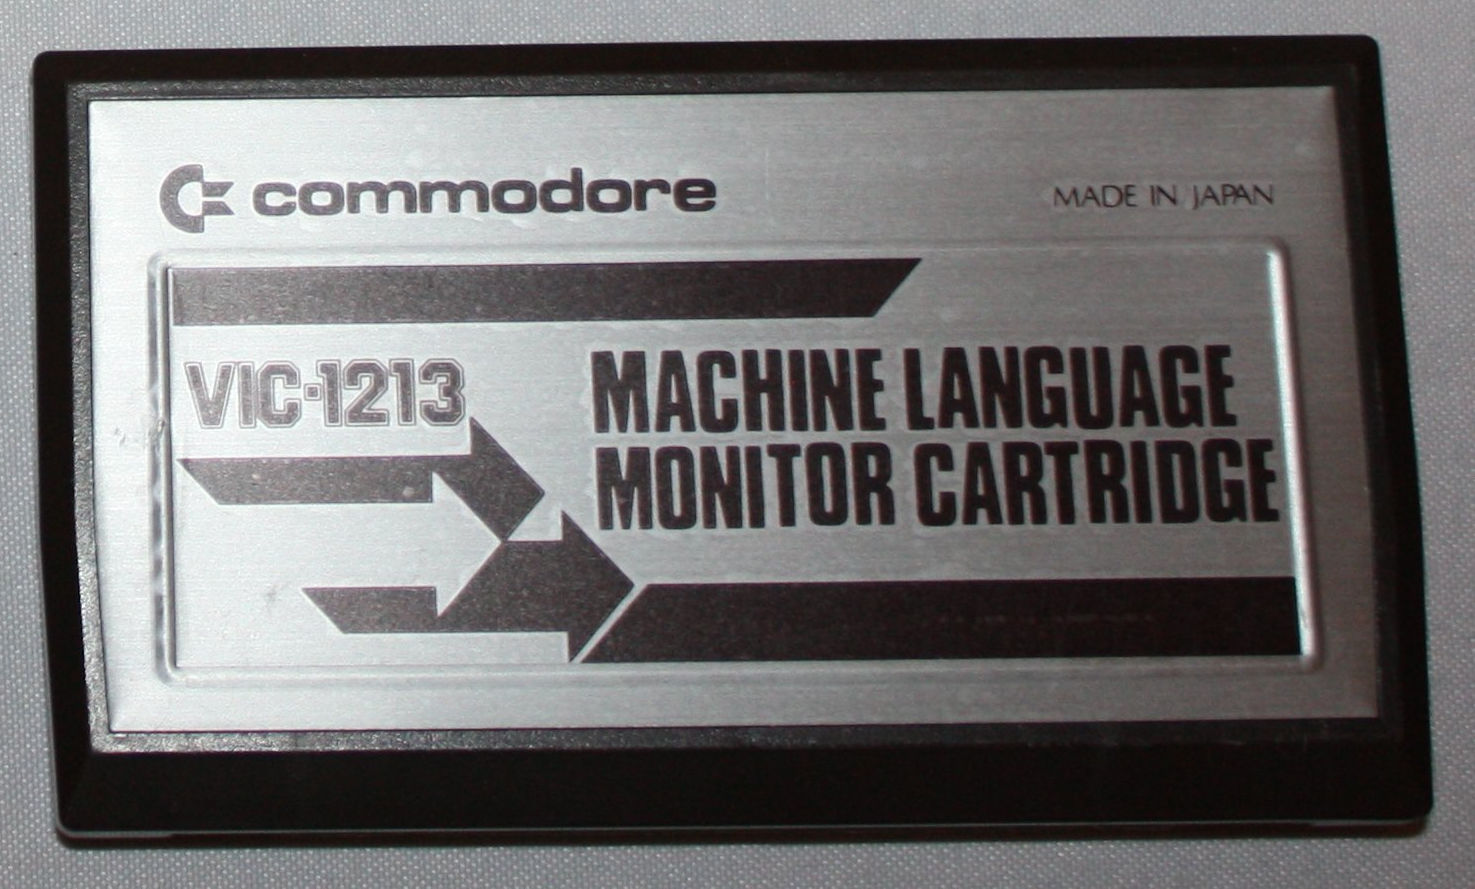 commodore
MADE IN JAPAN
VIC-1213
MACHINE LANGUAGE
MONITOR CARTRIDGE